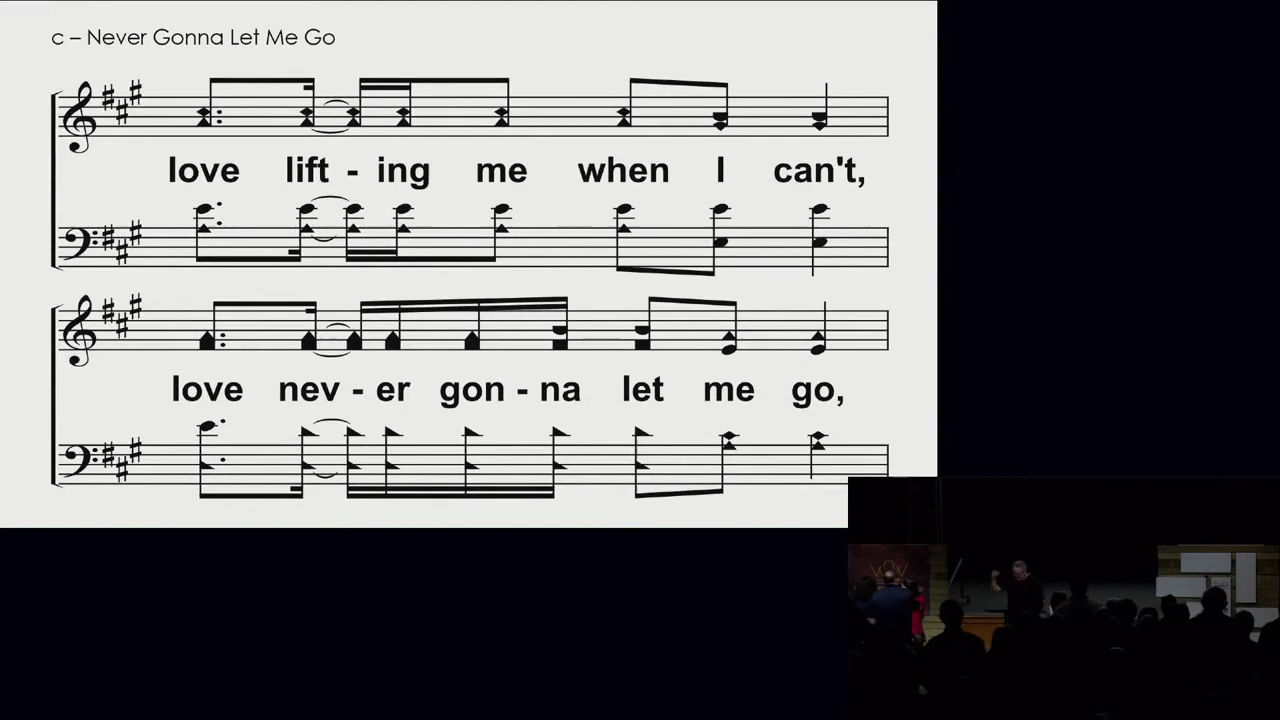 c – Never Gonna Let Me Go
love lift - ing me when I can't,
love nev - er gon - na let me go,
WOW